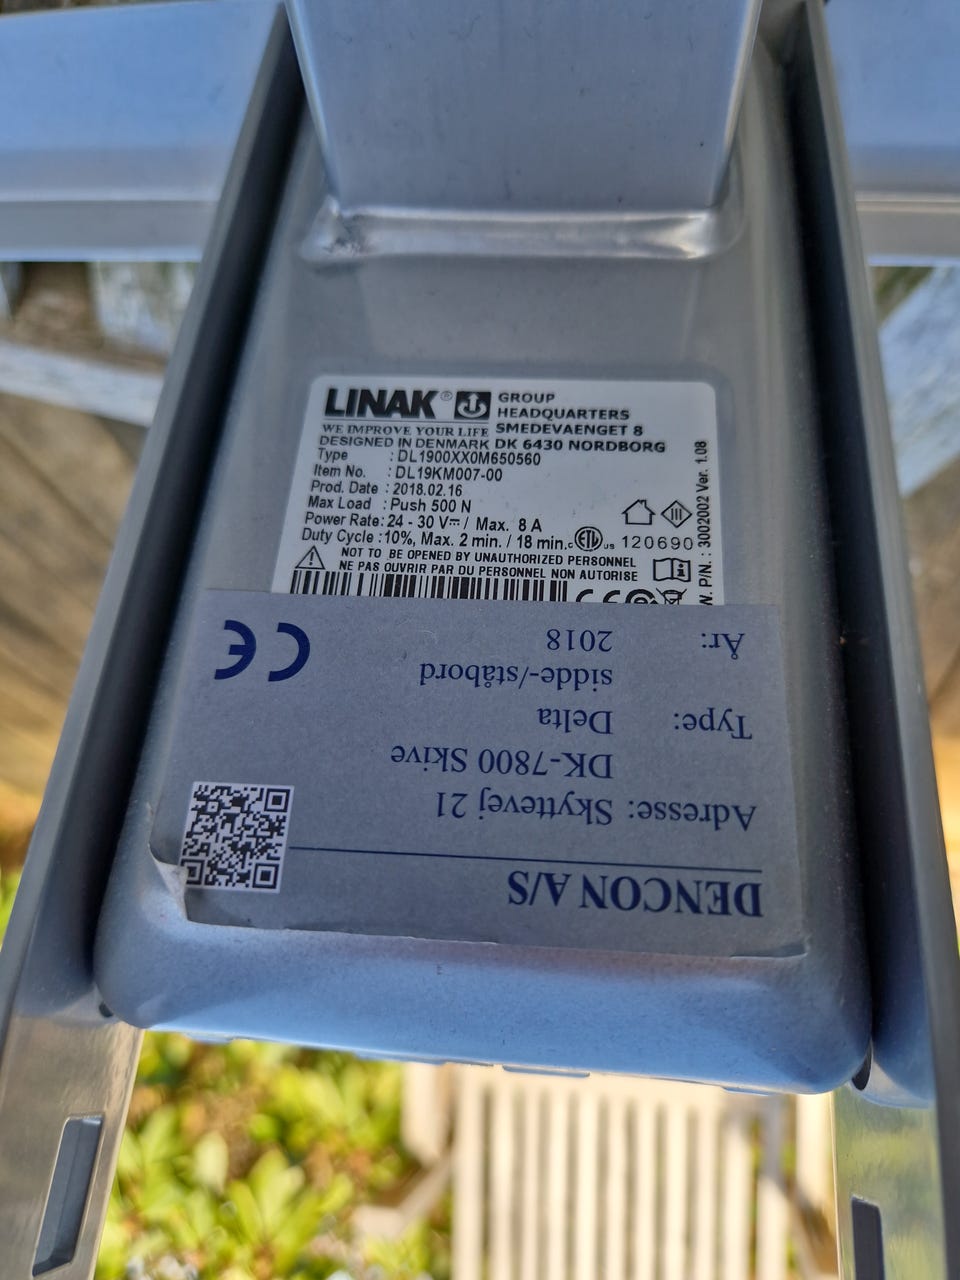 LINAK® GROUP
HEADQUARTERS
WE IMPROVE YOUR LIFE SMEDEVAENGET 8
DESIGNED IN DENMARK DK 6430 NORDBORG
Type : DL1900XX0M650560
Item No. : DL19KM007-00
Prod. Date : 2018.02.16
Max Load : Push 500 N
Power Rate: 24 - 30 V⎓ / Max. 8 A
Duty Cycle : 10%, Max. 2 min. / 18 min.
c ETL us 120690
NOT TO BE OPENED BY UNAUTHORIZED PERSONNEL
NE PAS OUVRIR PAR DU PERSONNEL NON AUTORISE
W. P/N.: 3002002 Ver. 1.08
CE
DENCON A/S
Adresse: Skyttevej 21
DK-7800 Skive
Type: Delta
sidde-/ståbord
År: 2018
CE